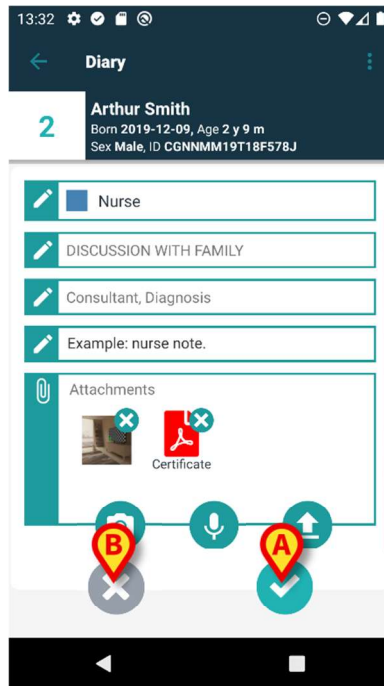 13:32
Diary
2
Arthur Smith
Born 2019-12-09, Age 2 y 9 m
Sex Male, ID CGNNMM19T18F578J
Nurse
DISCUSSION WITH FAMILY
Consultant, Diagnosis
Example: nurse note.
Attachments
Certificate
B
A